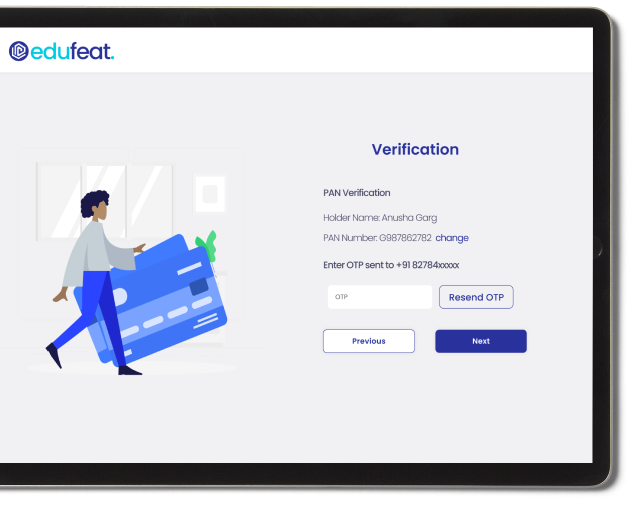 edufeat.
Verification
PAN Verification
Holder Name: Anusha Garg
PAN Number: G987862782 change
Enter OTP sent to +91 82784xxxxx
OTP
Resend OTP
Previous
Next